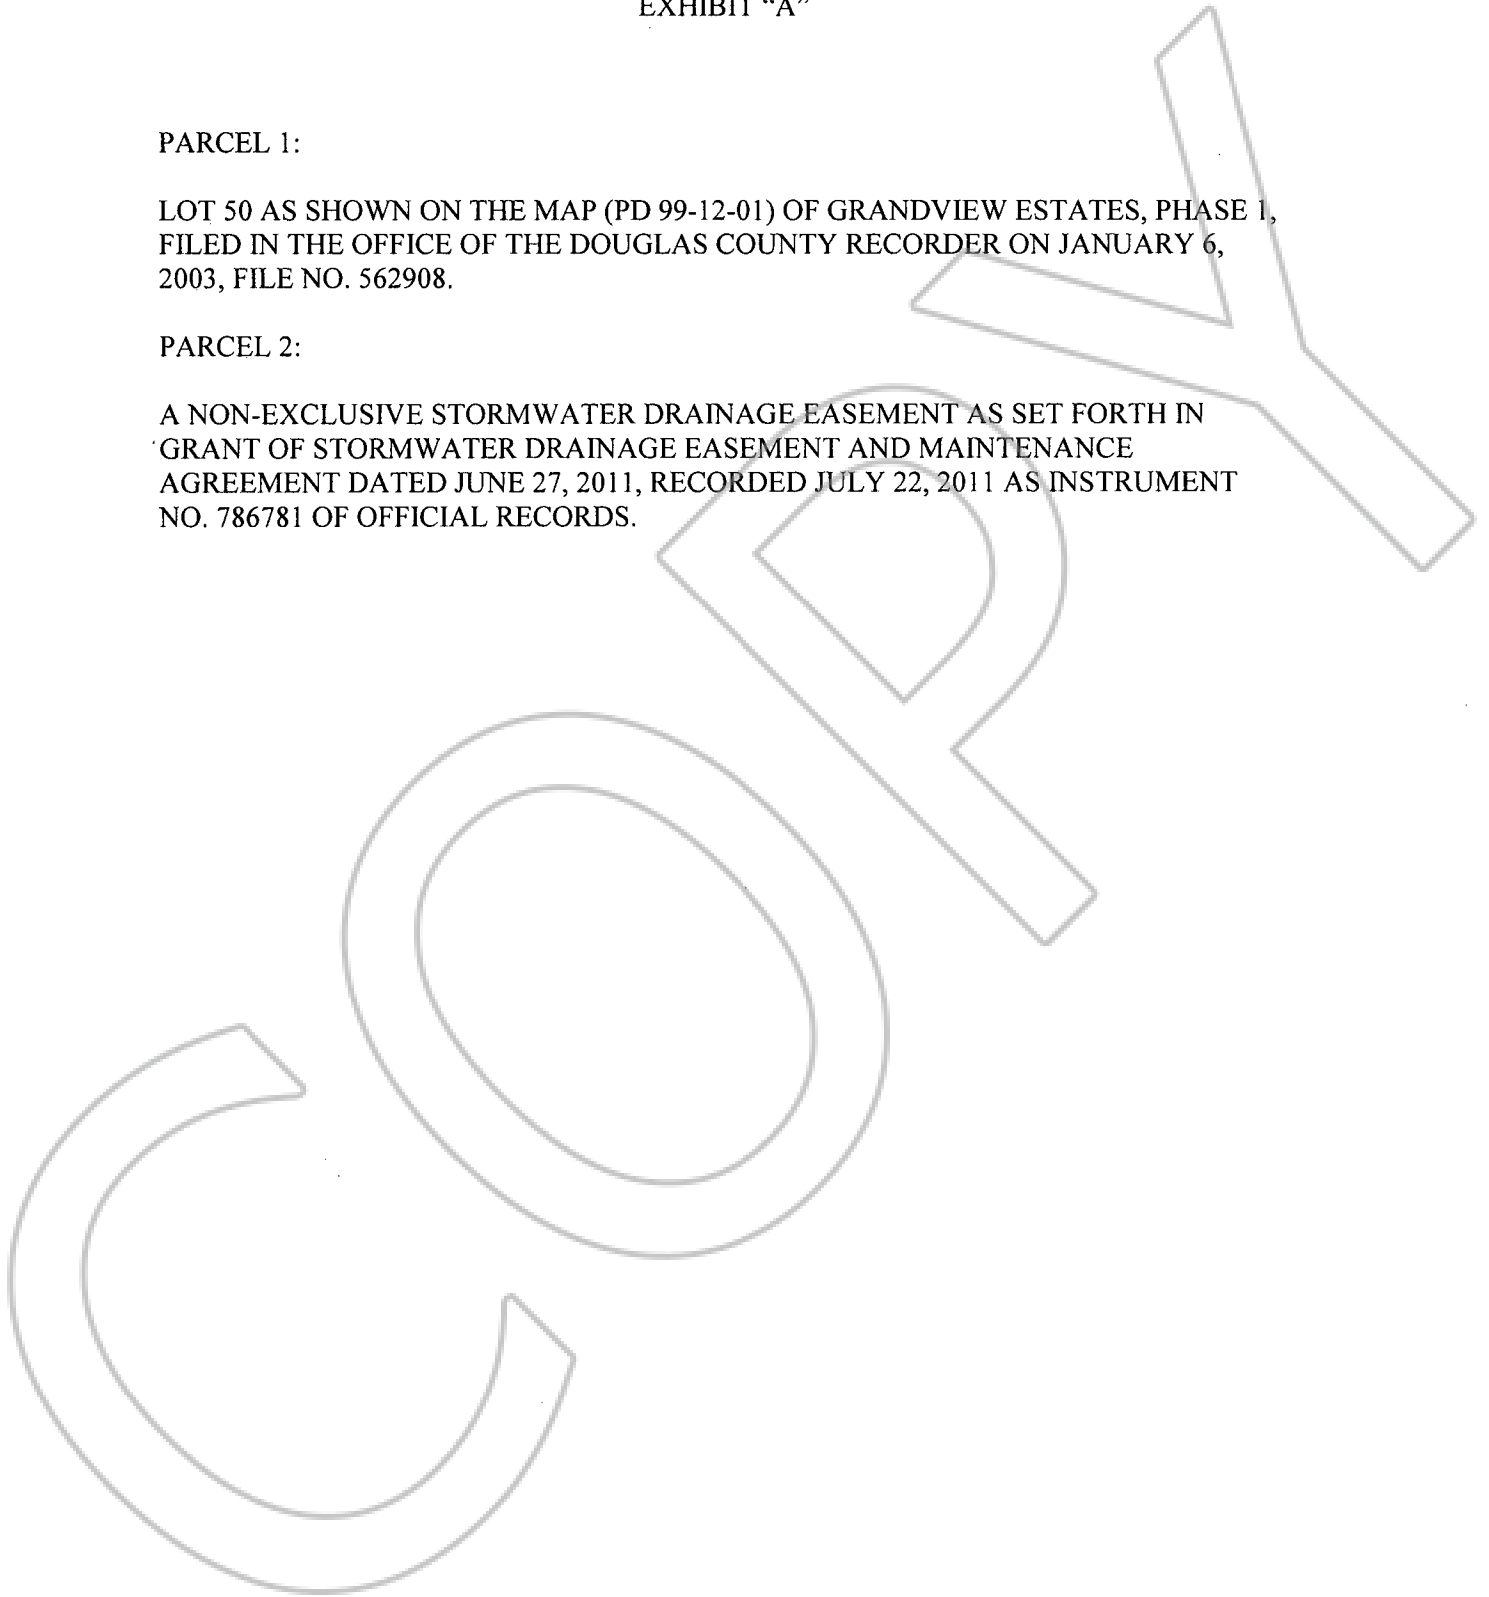 EXHIBIT “A”
PARCEL 1:
LOT 50 AS SHOWN ON THE MAP (PD 99-12-01) OF GRANDVIEW ESTATES, PHASE 1,
FILED IN THE OFFICE OF THE DOUGLAS COUNTY RECORDER ON JANUARY 6,
2003, FILE NO. 562908.
PARCEL 2:
A NON-EXCLUSIVE STORMWATER DRAINAGE EASEMENT AS SET FORTH IN
GRANT OF STORMWATER DRAINAGE EASEMENT AND MAINTENANCE
AGREEMENT DATED JUNE 27, 2011, RECORDED JULY 22, 2011 AS INSTRUMENT
NO. 786781 OF OFFICIAL RECORDS.
COPY